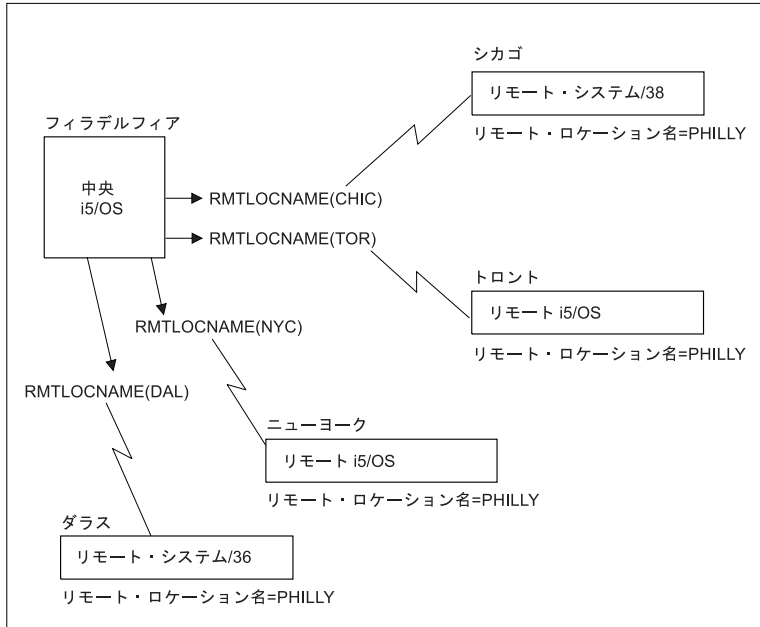 シカゴ
リモート・システム/38
リモート・ロケーション名=PHILLY
フィラデルフィア
中央
i5/OS
RMTLOCNAME(CHIC)
RMTLOCNAME(TOR)
トロント
リモート i5/OS
リモート・ロケーション名=PHILLY
RMTLOCNAME(NYC)
RMTLOCNAME(DAL)
ニューヨーク
リモート i5/OS
リモート・ロケーション名=PHILLY
ダラス
リモート・システム/36
リモート・ロケーション名=PHILLY